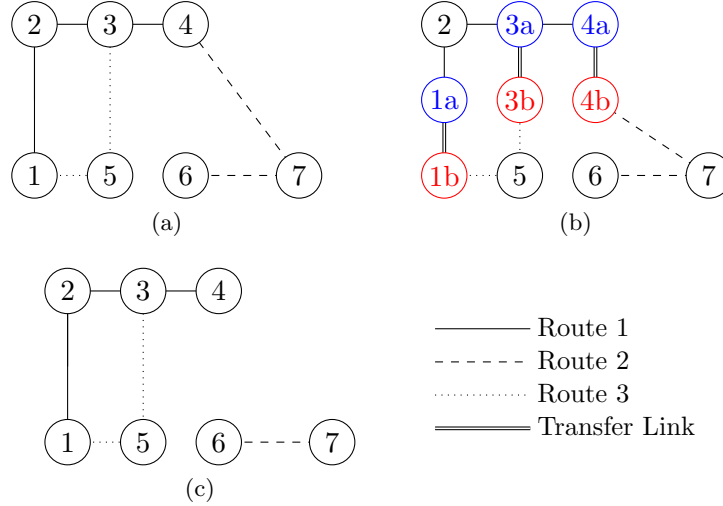 2 3 4
1 5 6 7
(a)
2 3a 4a
1a 3b 4b
1b 5 6 7
(b)
2 3 4
1 5 6 7
(c)
Route 1
Route 2
Route 3
Transfer Link